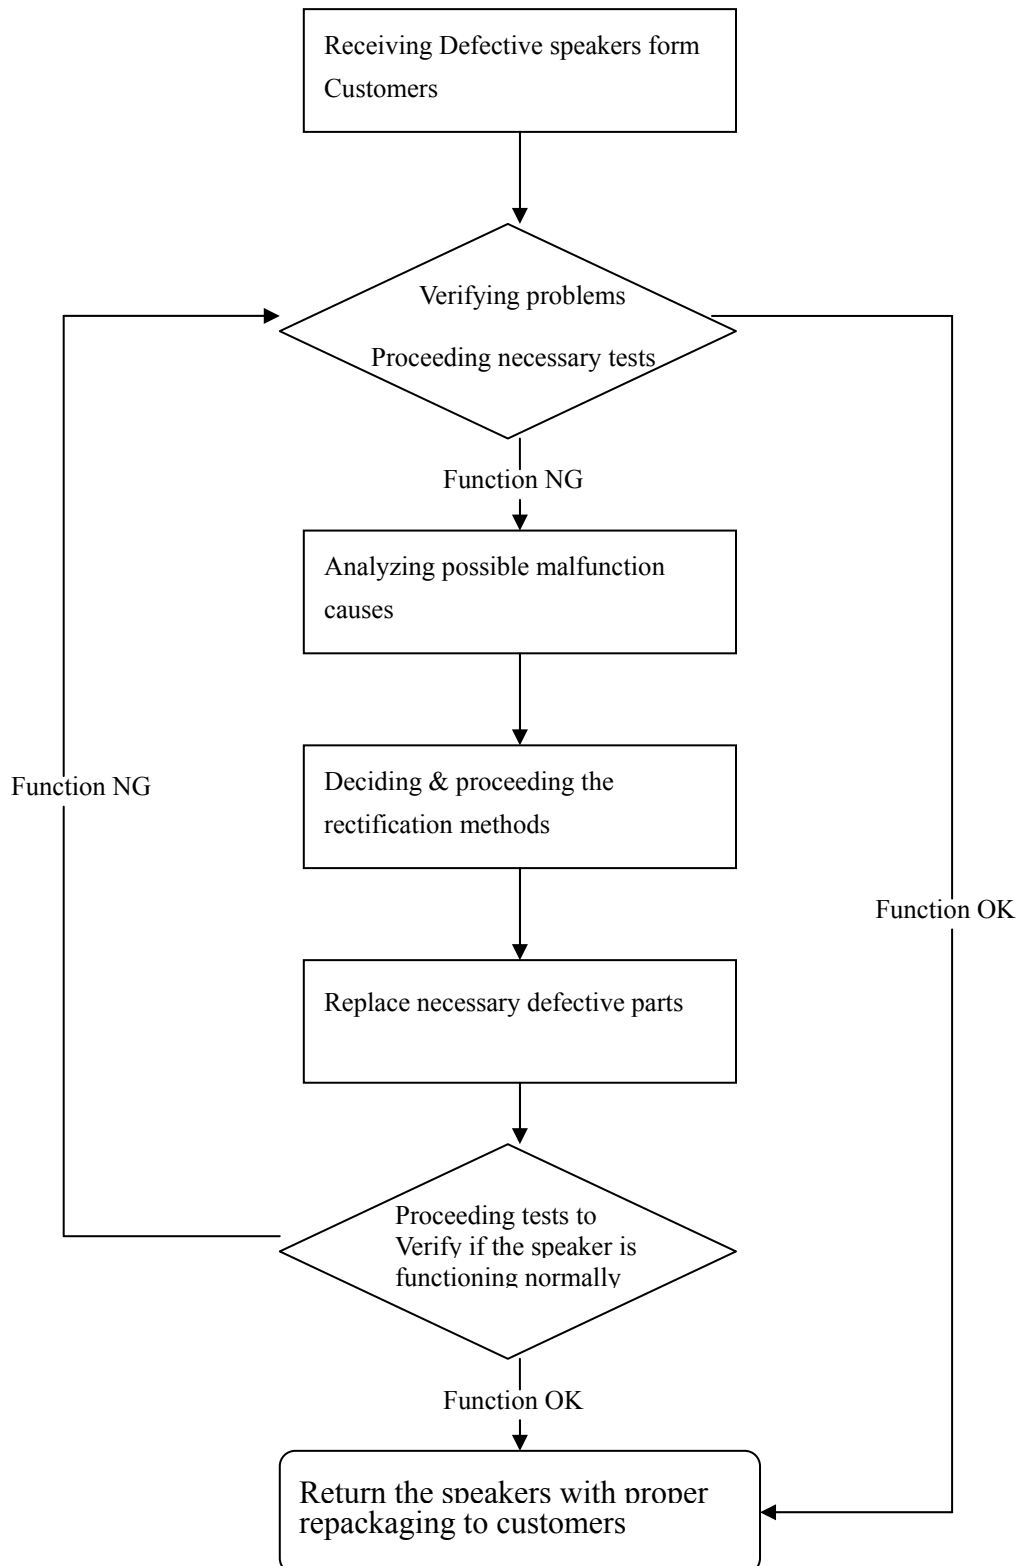 Receiving Defective speakers form
Customers
Verifying problems
Proceeding necessary tests
Function NG
Analyzing possible malfunction
causes
Deciding & proceeding the
rectification methods
Function NG
Function OK
Replace necessary defective parts
Proceeding tests to
Verify if the speaker is
functioning normally
Function OK
Return the speakers with proper
repackaging to customers